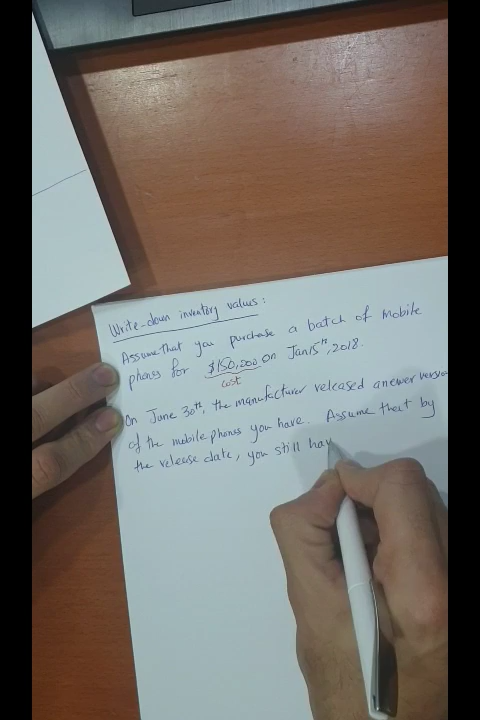 Write-down inventory values:
Assume that you purchase a batch of mobile
phones for $150,000 on Jan 15th, 2018.
cost
On June 30th, the manufacturer released a newer version
of the mobile phones you have. Assume that by
the release date, you still hav